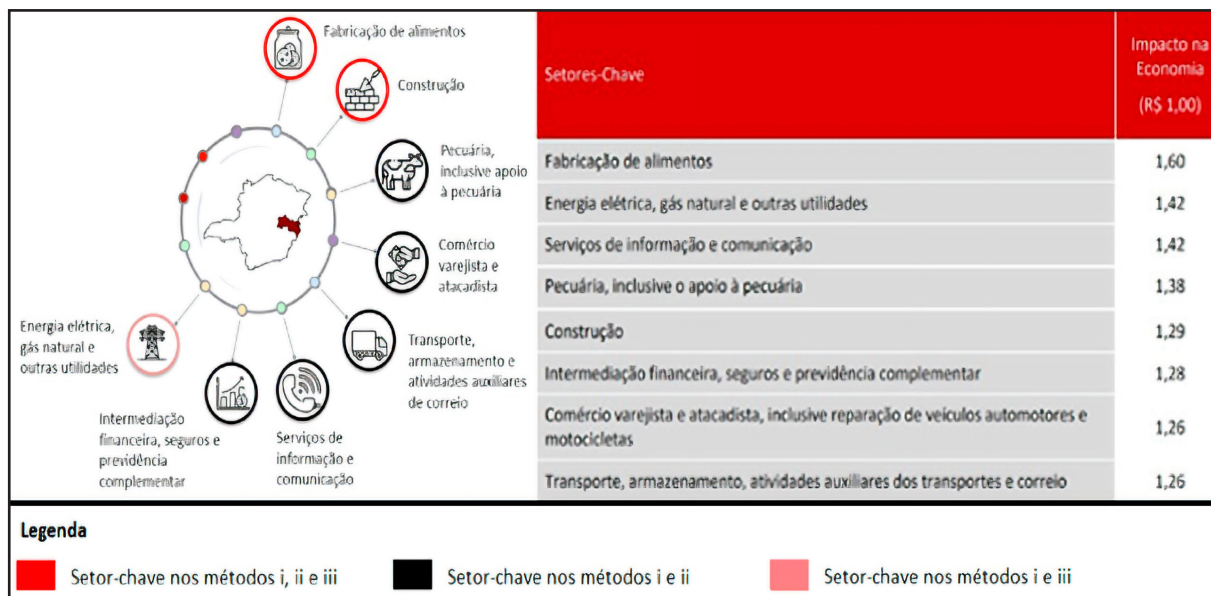 Fabricação de alimentos
Construção
Pecuária,
inclusive apoio
à pecuária
Comércio
varejista e
atacadista
Transporte,
armazenamento e
atividades auxiliares
de correio
Serviços de
informação e
comunicação
Intermediação
financeira, seguros e
previdência
complementar
Energia elétrica,
gás natural e
outras utilidades
Setores-Chave
Impacto na
Economia
(R$ 1,00)
Fabricação de alimentos 1,60
Energia elétrica, gás natural e outras utilidades 1,42
Serviços de informação e comunicação 1,42
Pecuária, inclusive o apoio à pecuária 1,38
Construção 1,29
Intermediação financeira, seguros e previdência complementar 1,28
Comércio varejista e atacadista, inclusive reparação de veículos automotores e
motocicletas 1,26
Transporte, armazenamento, atividades auxiliares dos transportes e correio 1,26
Legenda
Setor-chave nos métodos i, ii e iii
Setor-chave nos métodos i e ii
Setor-chave nos métodos i e iii